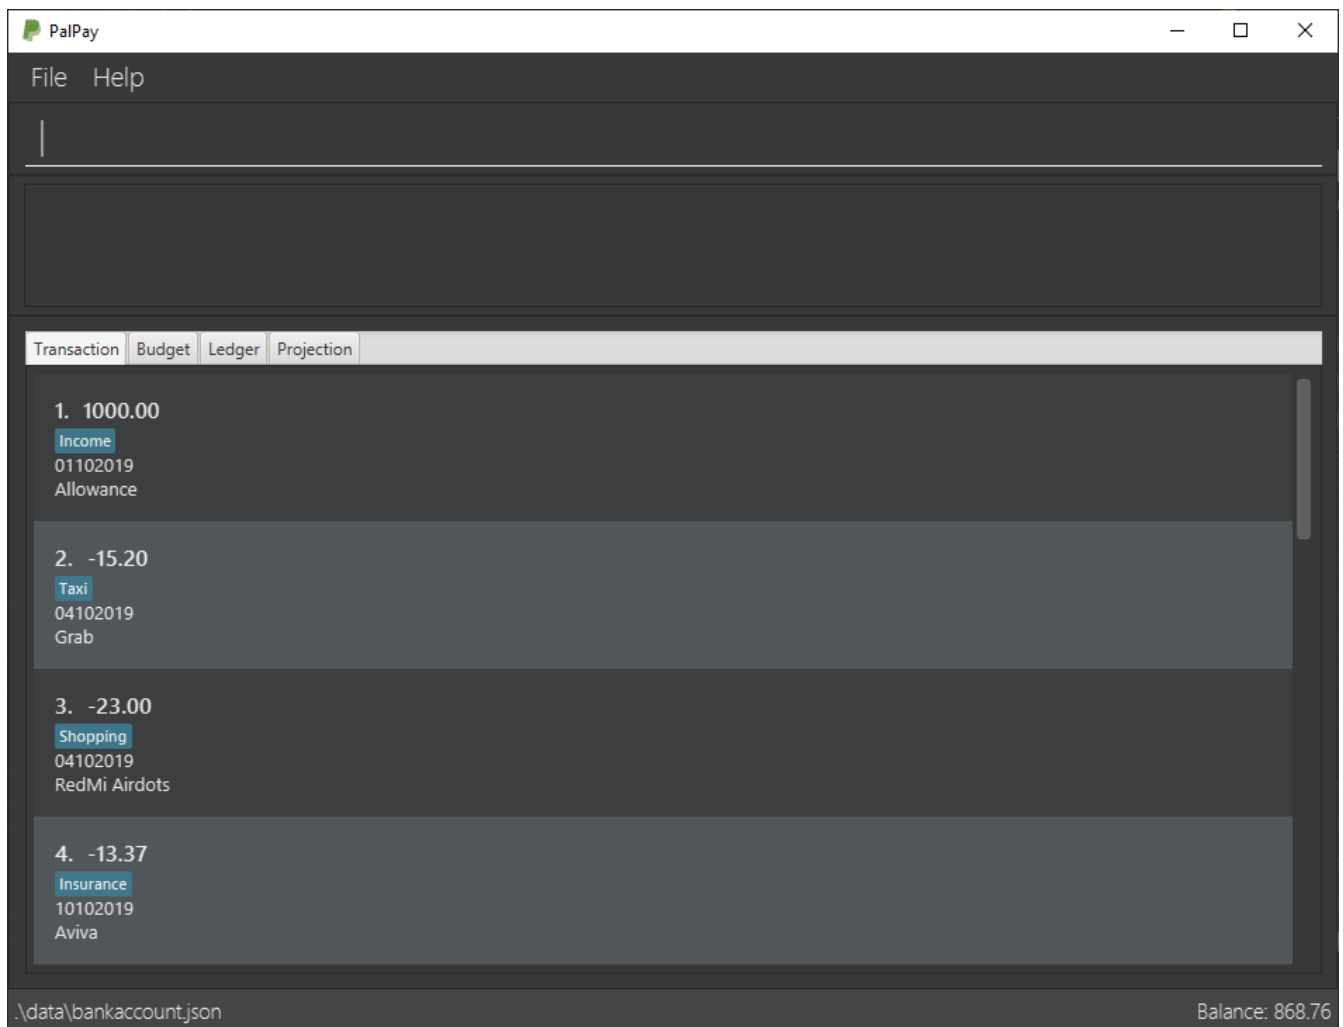 PalPay
File Help
Transaction Budget Ledger Projection
1. 1000.00
Income
01102019
Allowance
2. -15.20
Taxi
04102019
Grab
3. -23.00
Shopping
04102019
RedMi Airdots
4. -13.37
Insurance
10102019
Aviva
.\data\bankaccount.json Balance: 868.76